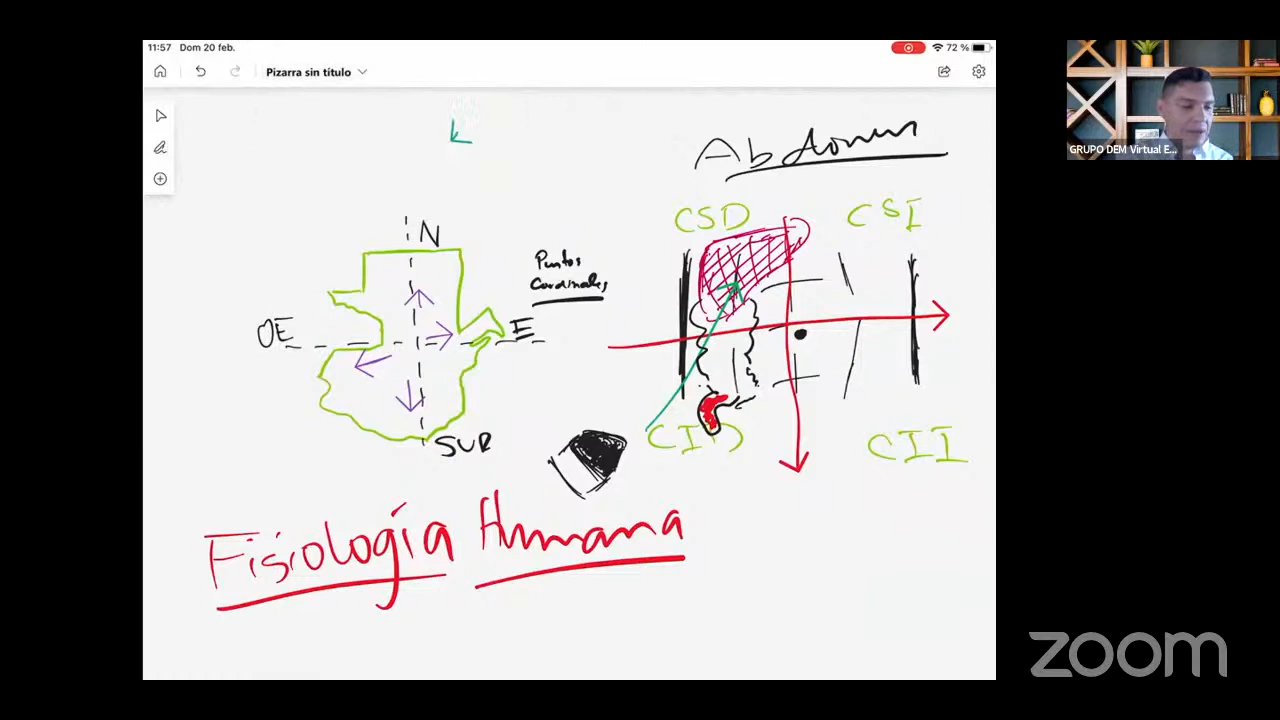 11:57 Dom 20 feb.
72 %
Pizarra sin título
GRUPO DEM Virtual E...
Abdomen
CSD
CSI
N
Puntos
Cardinales
OE
E
SUR
CID
CII
Fisiología Humana
zoom